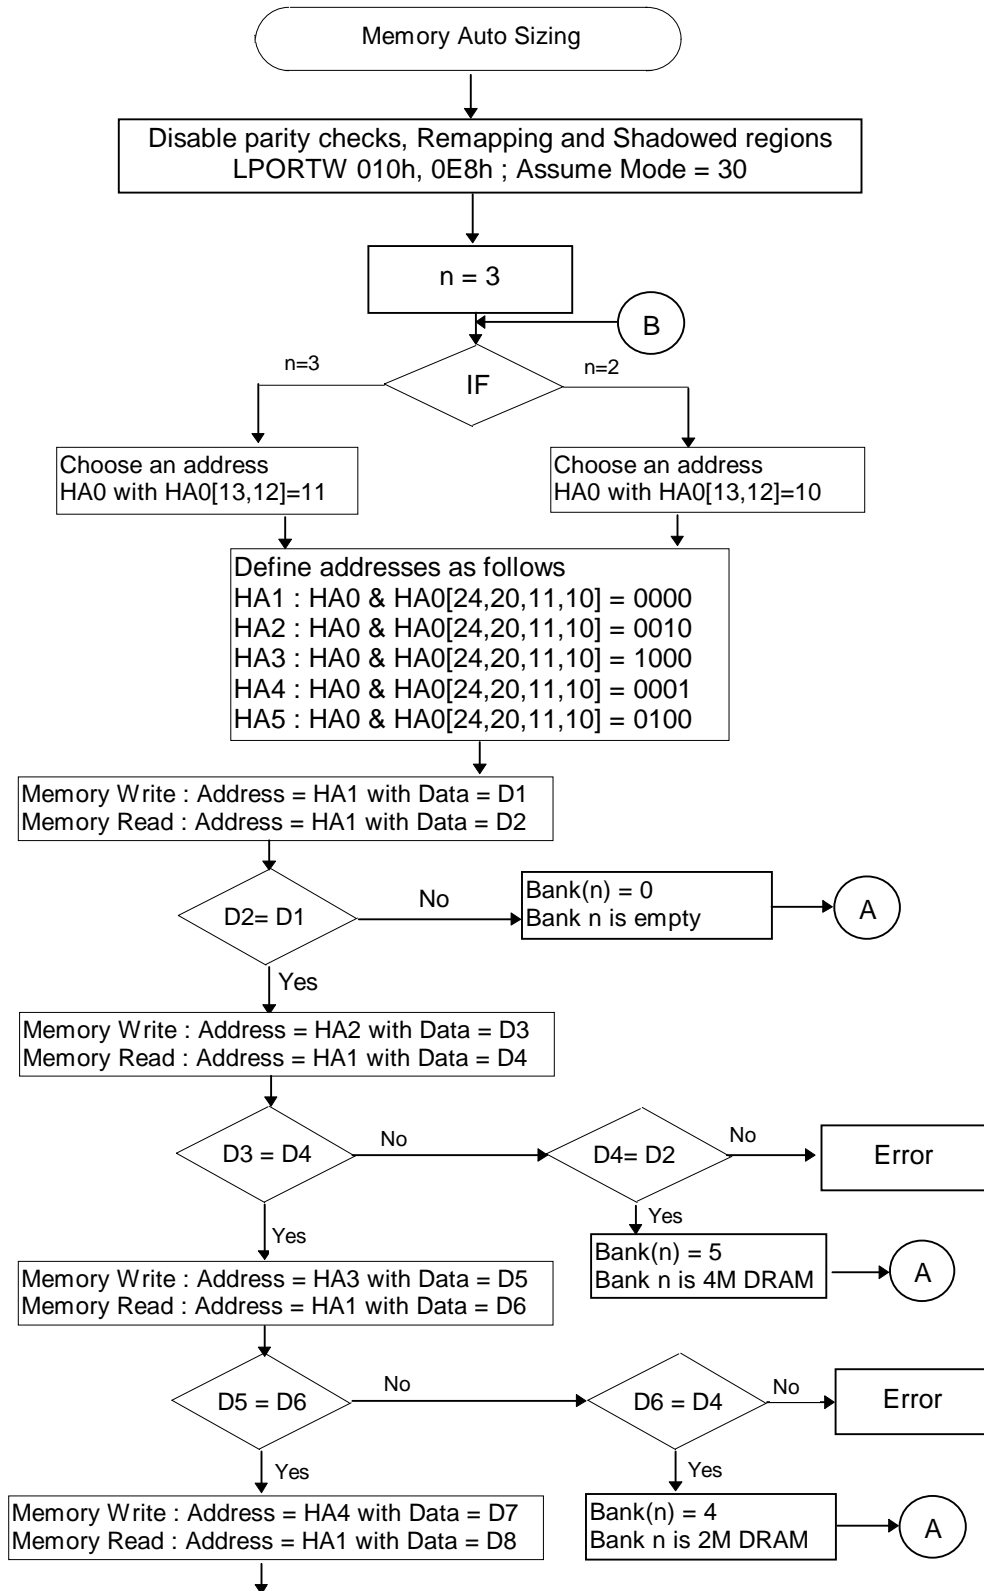 Memory Auto Sizing
Disable parity checks, Remapping and Shadowed regions
LPORTW 010h, 0E8h ; Assume Mode = 30
n = 3
B
n=3
IF
n=2
Choose an address
HA0 with HA0[13,12]=11
Choose an address
HA0 with HA0[13,12]=10
Define addresses as follows
HA1 : HA0 & HA0[24,20,11,10] = 0000
HA2 : HA0 & HA0[24,20,11,10] = 0010
HA3 : HA0 & HA0[24,20,11,10] = 1000
HA4 : HA0 & HA0[24,20,11,10] = 0001
HA5 : HA0 & HA0[24,20,11,10] = 0100
Memory Write : Address = HA1 with Data = D1
Memory Read : Address = HA1 with Data = D2
D2= D1
No
Bank(n) = 0
Bank n is empty
A
Yes
Memory Write : Address = HA2 with Data = D3
Memory Read : Address = HA1 with Data = D4
D3 = D4
No
D4= D2
No
Error
Yes
Yes
Bank(n) = 5
Bank n is 4M DRAM
A
Memory Write : Address = HA3 with Data = D5
Memory Read : Address = HA1 with Data = D6
D5 = D6
No
D6 = D4
No
Error
Yes
Yes
Memory Write : Address = HA4 with Data = D7
Memory Read : Address = HA1 with Data = D8
Bank(n) = 4
Bank n is 2M DRAM
A